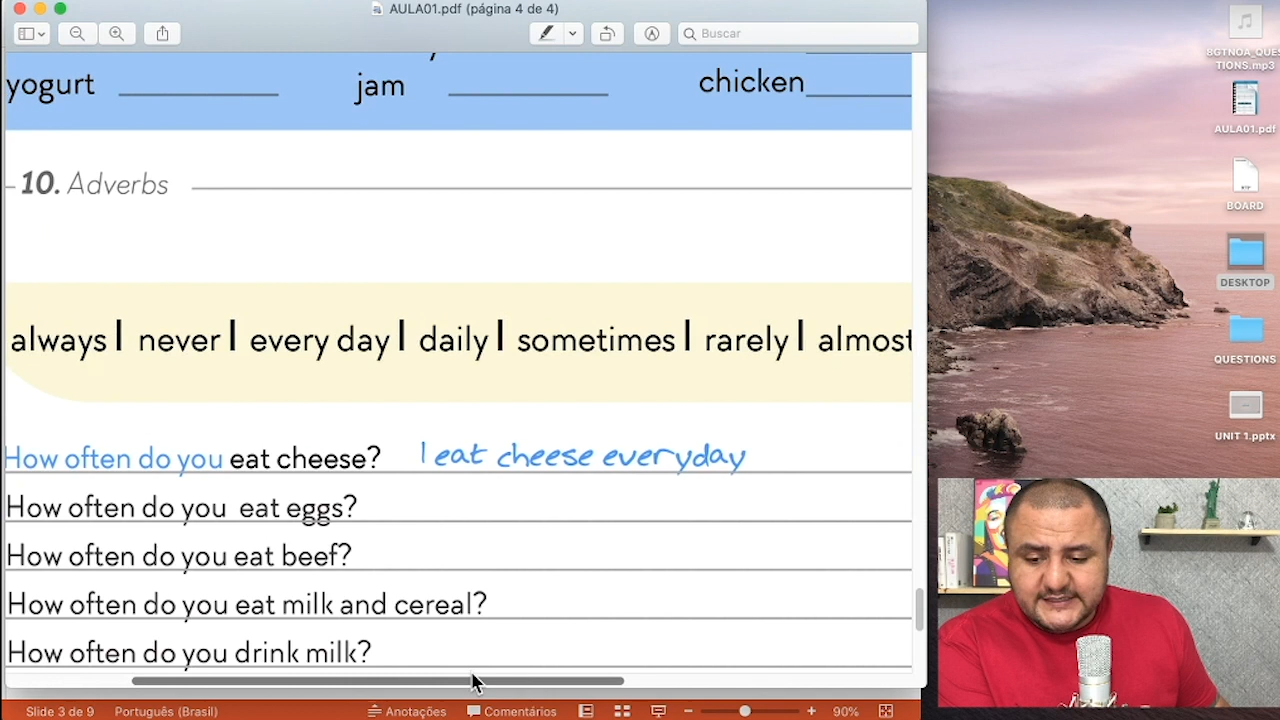 AULA01.pdf (página 4 de 4)
Buscar
yogurt jam chicken
10. Adverbs
always | never | every day | daily | sometimes | rarely | almost
How often do you eat cheese? I eat cheese everyday
How often do you eat eggs?
How often do you eat beef?
How often do you eat milk and cereal?
How often do you drink milk?
Slide 3 de 9 Português (Brasil) Anotações Comentários 90%
TIONS.mp3
AULA01.pdf
BOARD
DESKTOP
QUESTIONS
UNIT 1.pptx